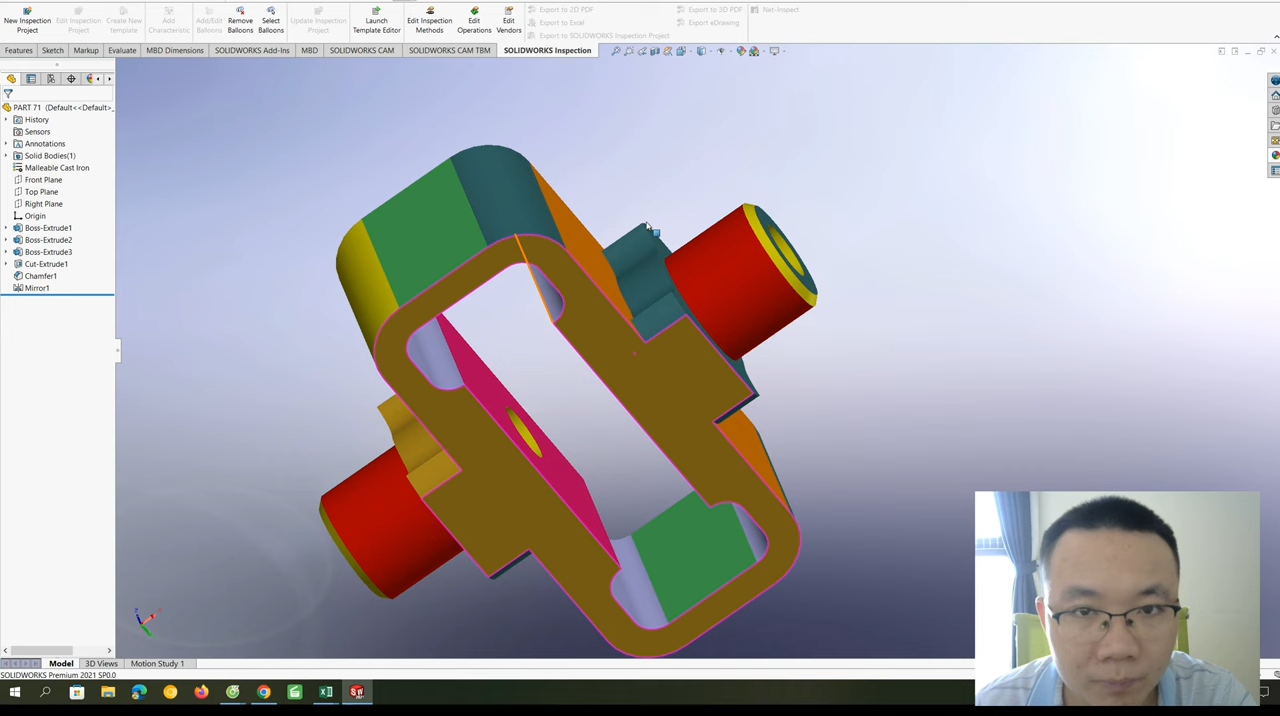 New Inspection Project
Edit Inspection Project
Create New template
Add Characteristic
Add/Edit Balloons
Remove Balloons
Select Balloons
Update Inspection Project
Launch Template Editor
Edit Inspection Methods
Edit Operations
Edit Vendors
Export to 2D PDF
Export to Excel
Export to SOLIDWORKS Inspection Project
Export to 3D PDF
Export eDrawing
Net-Inspect
Features
Sketch
Markup
Evaluate
MBD Dimensions
SOLIDWORKS Add-Ins
MBD
SOLIDWORKS CAM
SOLIDWORKS CAM TBM
SOLIDWORKS Inspection
PART 71 (Default<<Default>_
History
Sensors
Annotations
Solid Bodies(1)
Malleable Cast Iron
Front Plane
Top Plane
Right Plane
Origin
Boss-Extrude1
Boss-Extrude2
Boss-Extrude3
Cut-Extrude1
Chamfer1
Mirror1
Model
3D Views
Motion Study 1
SOLIDWORKS Premium 2021 SP0.0